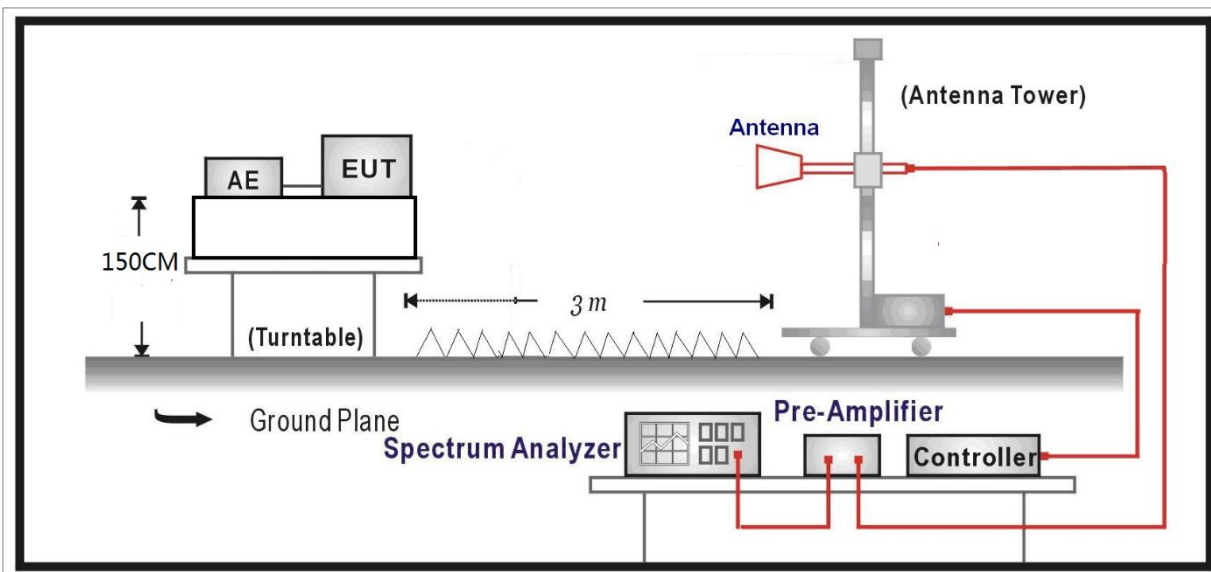 (Antenna Tower)
Antenna
EUT
AE
150CM
3 m
(Turntable)
Ground Plane
Pre-Amplifier
Spectrum Analyzer
Controller